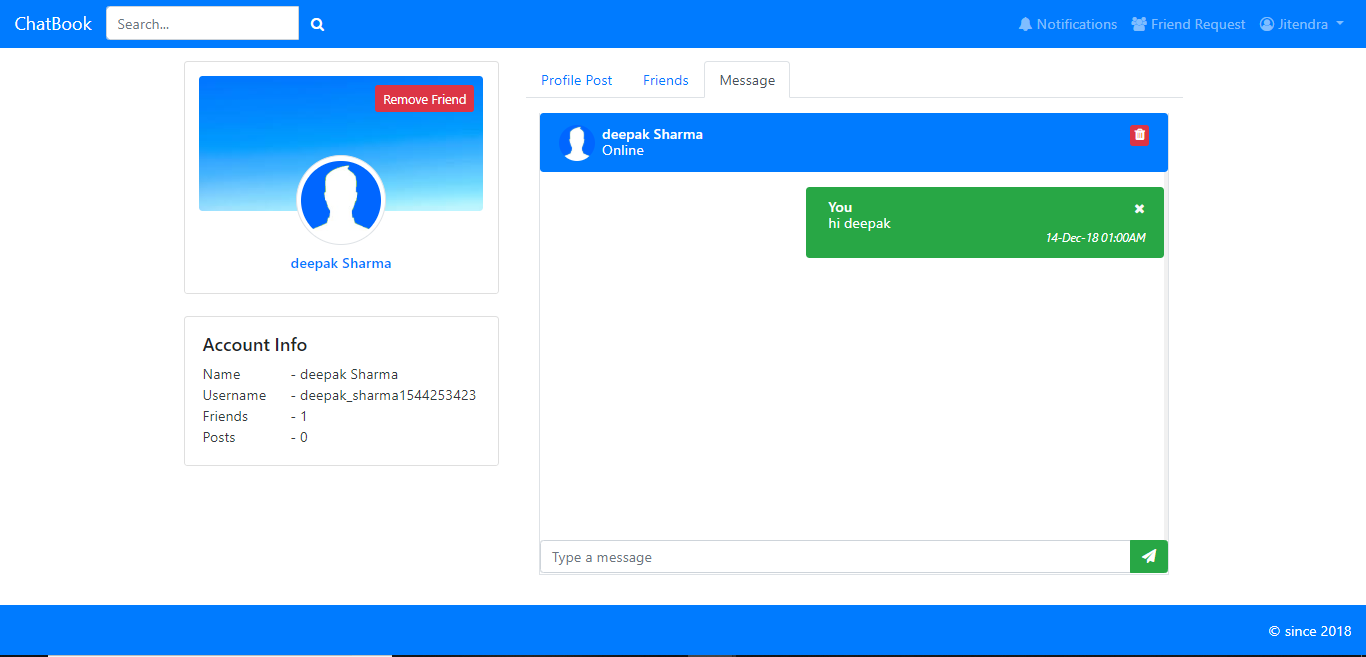 ChatBook Search... Notifications Friend Request Jitendra
Remove Friend
deepak Sharma
Account Info
Name - deepak Sharma
Username - deepak_sharma1544253423
Friends - 1
Posts - 0
Profile Post Friends Message
deepak Sharma
Online
You
hi deepak
14-Dec-18 01:00AM
Type a message
© since 2018